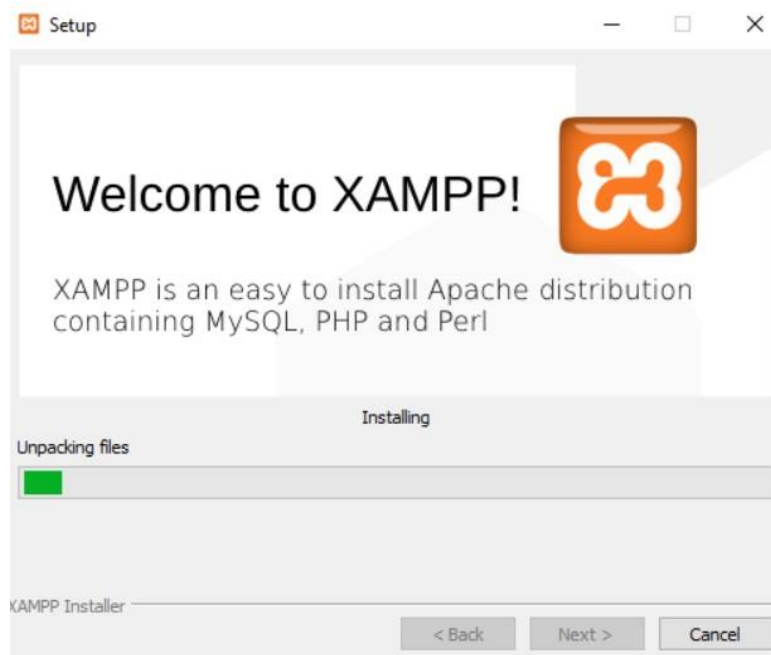 Setup
Welcome to XAMPP!
XAMPP is an easy to install Apache distribution
containing MySQL, PHP and Perl
Installing
Unpacking files
XAMPP Installer
< Back
Next >
Cancel